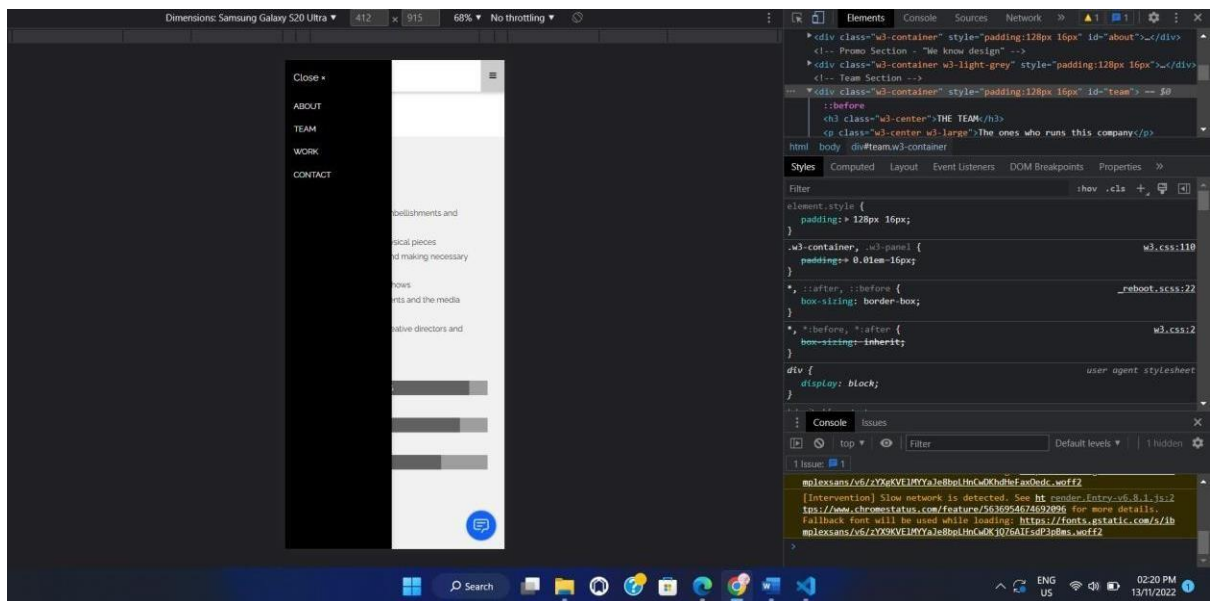 Dimensions: Samsung Galaxy S20 Ultra ▼ 412 × 915 68% ▼ No throttling ▼
Elements Console Sources Network » 1 1
Close ×
ABOUT
TEAM
WORK
CONTACT
bellishments and
sical pieces
nd making necessary
hows
ents and the media
eative directors and
<div class="w3-container" style="padding:128px 16px" id="about">…</div>
<!-- Promo Section - "We know design" -->
<div class="w3-container w3-light-grey" style="padding:128px 16px">…</div>
<!-- Team Section -->
<div class="w3-container" style="padding:128px 16px" id="team"> == $0
::before
<h3 class="w3-center">THE TEAM</h3>
<p class="w3-center w3-large">The ones who runs this company</p>
html body div#team.w3-container
Styles Computed Layout Event Listeners DOM Breakpoints Properties »
Filter :hov .cls +
element.style {
padding: 128px 16px;
}
.w3-container, .w3-panel { w3.css:110
padding: 0.01em 16px;
}
*, ::after, ::before { _reboot.scss:22
box-sizing: border-box;
}
*, *:before, *:after { w3.css:2
box-sizing: inherit;
}
div { user agent stylesheet
display: block;
}
Console Issues
top ▼ Filter Default levels ▼ 1 hidden
1 Issue: 1
[Intervention] Slow network is detected. See ht render.Entry-v6.8.1.js:2
tps://www.chromestatus.com/feature/5636954674692096 for more details.
Fallback font will be used while loading: https://fonts.gstatic.com/s/ib
Search
ENG
US
02:20 PM
13/11/2022
1